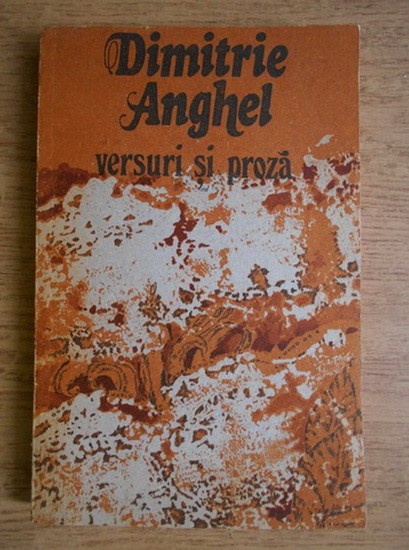 Dimitrie
Anghel
versuri și proză